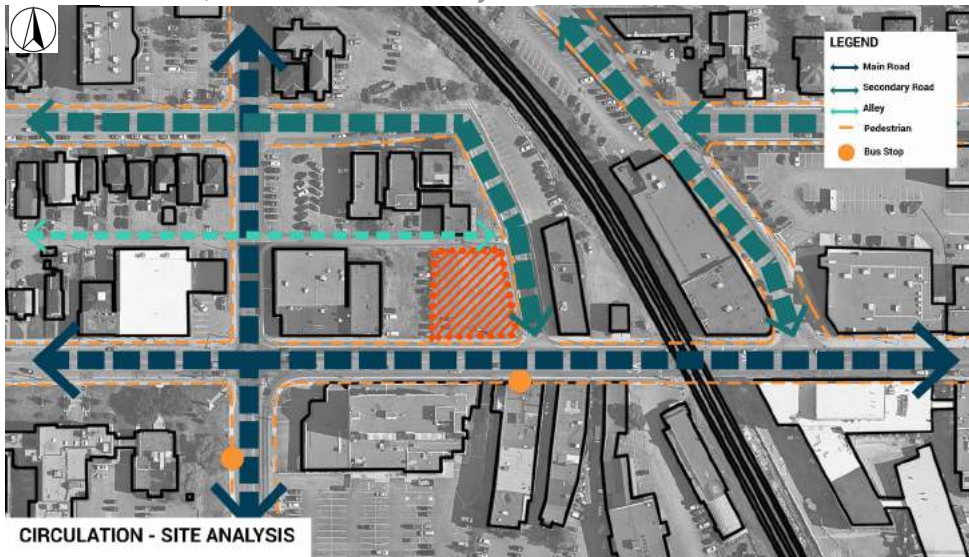 LEGEND
Main Road
Secondary Road
Alley
Pedestrian
Bus Stop
CIRCULATION - SITE ANALYSIS